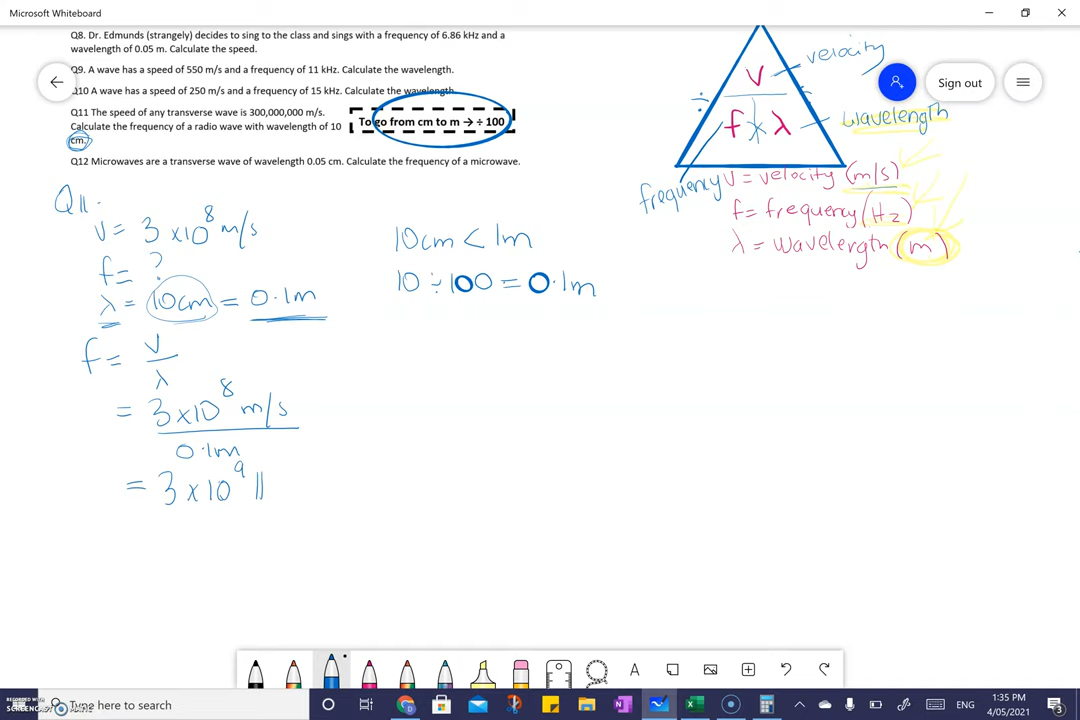 Microsoft Whiteboard
Q8. Dr. Edmunds (strangely) decides to sing to the class and sings with a frequency of 6.86 kHz and a
wavelength of 0.05 m. Calculate the speed.
Q9. A wave has a speed of 550 m/s and a frequency of 11 kHz. Calculate the wavelength.
Q10 A wave has a speed of 250 m/s and a frequency of 15 kHz. Calculate the wavelength.
Q11 The speed of any transverse wave is 300,000,000 m/s.
Calculate the frequency of a radio wave with wavelength of 10
cm.
To go from cm to m → ÷ 100
Q12 Microwaves are a transverse wave of wavelength 0.05 cm. Calculate the frequency of a microwave.
Sign out
velocity
v
÷ ÷
f × λ
wavelength
frequency
v = velocity (m/s)
f = frequency (Hz)
λ = wavelength (m)
Q11.
v = 3 × 10⁸ m/s
f = ?
λ = 10cm = 0.1m
10cm < 1m
10 ÷ 100 = 0.1m
f = v
λ
= 3×10⁸ m/s
0.1m
= 3 × 10⁹ 
A
Type here to search
RECORDED WITH
SCREENCAST
1:35 PM
4/05/2021
3